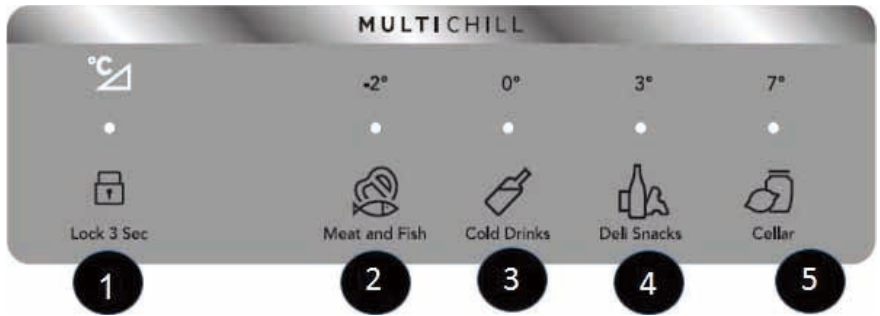 MULTICHILL
°C
-2° 0° 3° 7°
Lock 3 Sec Meat and Fish Cold Drinks Deli Snacks Cellar
1 2 3 4 5